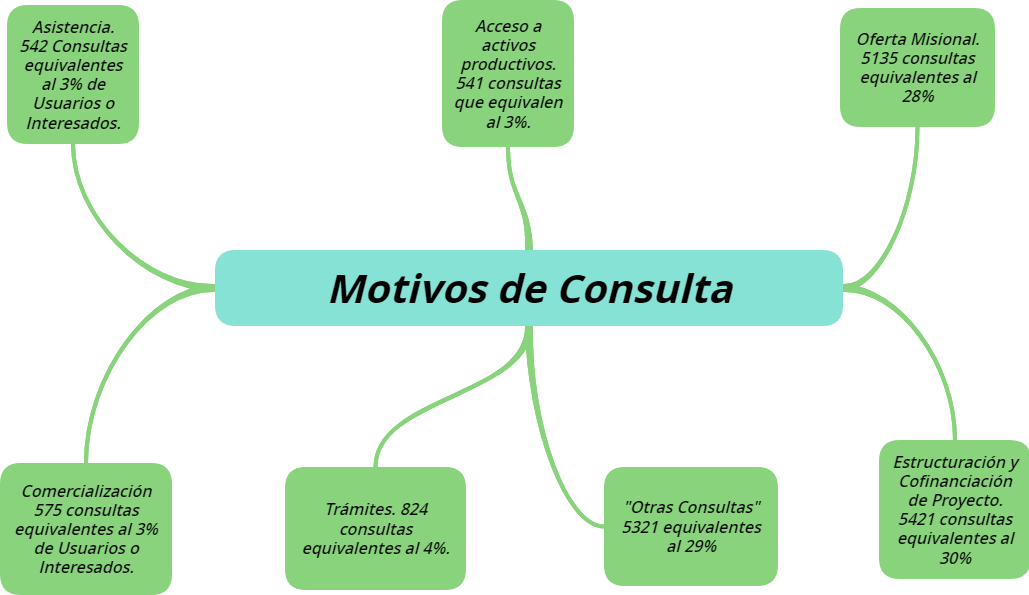 Asistencia.
542 Consultas
equivalentes
al 3% de
Usuarios o
Interesados.
Acceso a
activos
productivos.
541 consultas
que equivalen
al 3%.
Oferta Misional.
5135 consultas
equivalentes al
28%
Motivos de Consulta
Comercialización
575 consultas
equivalentes al 3%
de Usuarios o
Interesados.
Trámites. 824
consultas
equivalentes al 4%.
"Otras Consultas"
5321 equivalentes
al 29%
Estructuración y
Cofinanciación
de Proyecto.
5421 consultas
equivalentes al
30%